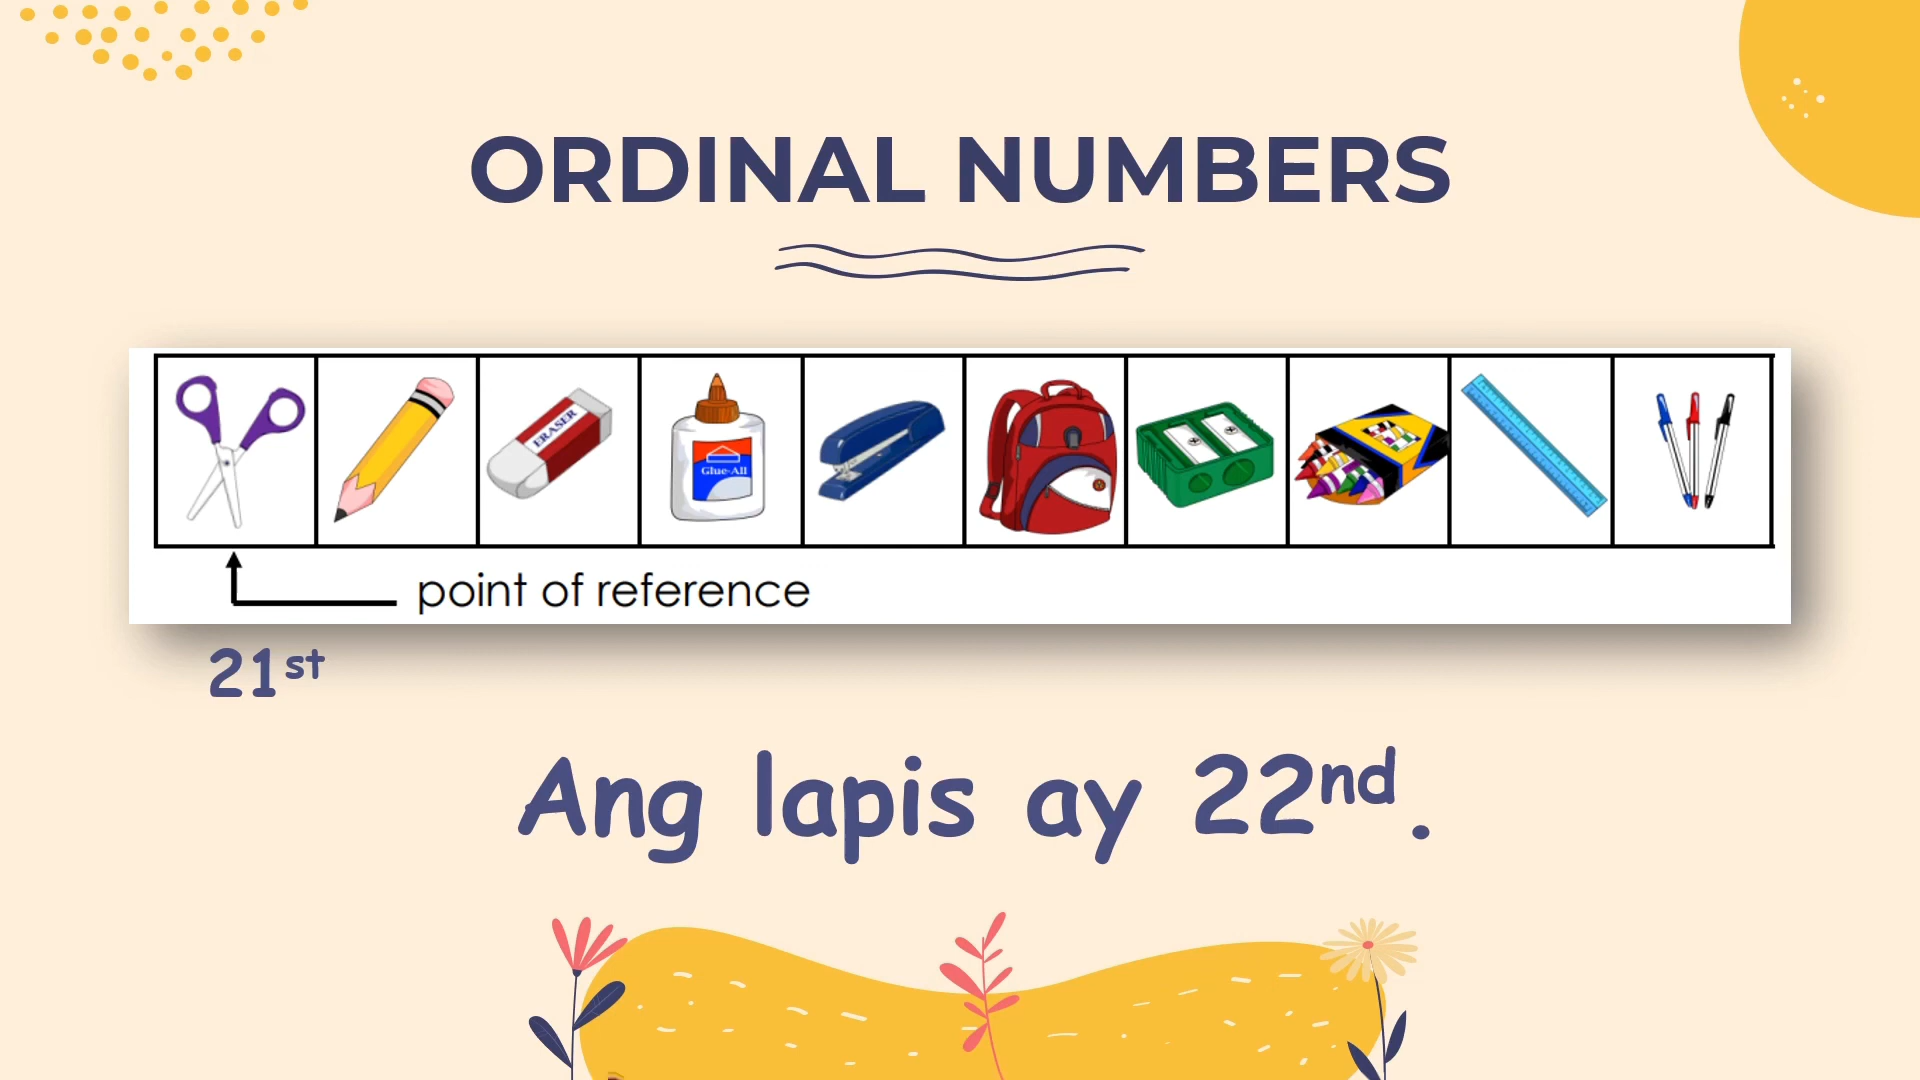 ORDINAL NUMBERS
ERASER
Glue-All
point of reference
21st
Ang lapis ay 22nd.